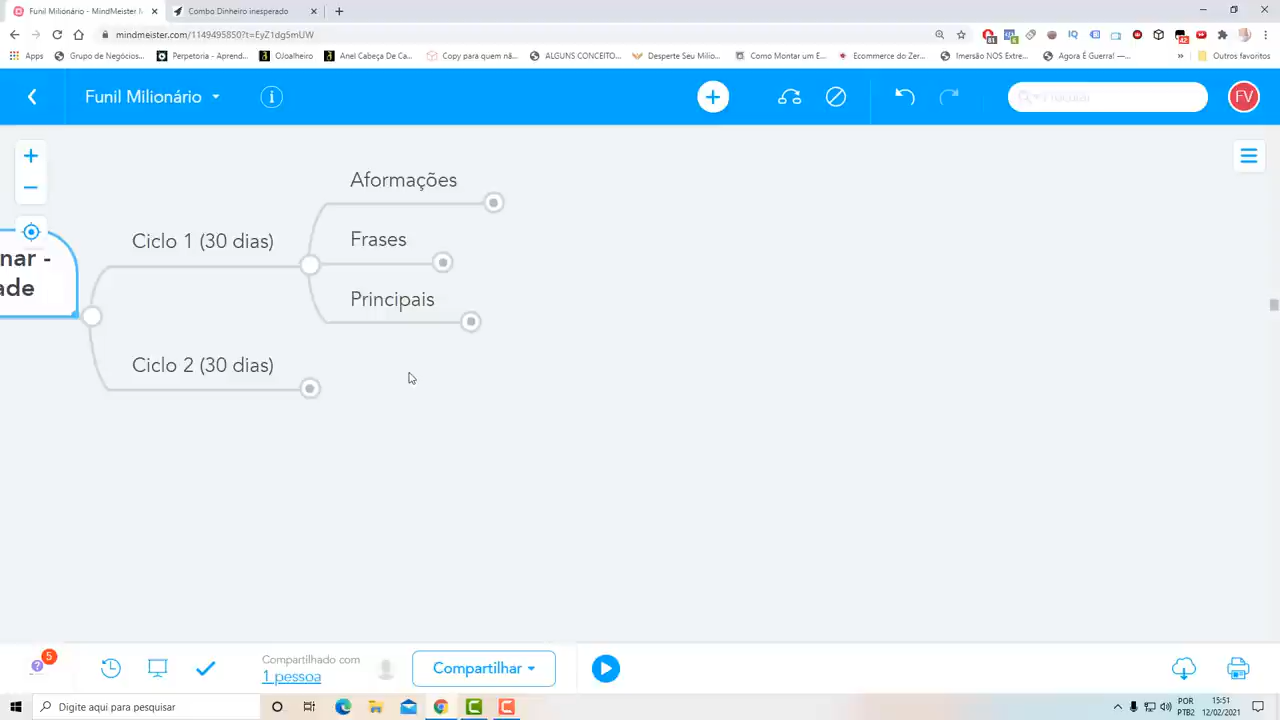 Funil Milionário - MindMeister M
Combo Dinheiro inesperado
mindmeister.com/1149495850?t=EyZ1dg5mUW
Apps
Grupo de Negócios...
Perpetoria - Aprend...
JoJoalheiro
Anel Cabeça De Ca...
Copy para quem nã...
ALGUNS CONCEITO...
Desperte Seu Milio...
Como Montar um E...
Ecommerce do Zer...
Imersão NOS Extre...
Agora É Guerra! —...
»
Outros favoritos
Funil Milionário
FV
Aformações
Ciclo 1 (30 dias)
Frases
nar -
ade
Principais
Ciclo 2 (30 dias)
5
Compartilhado com
1 pessoa
Compartilhar
Digite aqui para pesquisar
POR
PTB2
15:51
12/02/2021